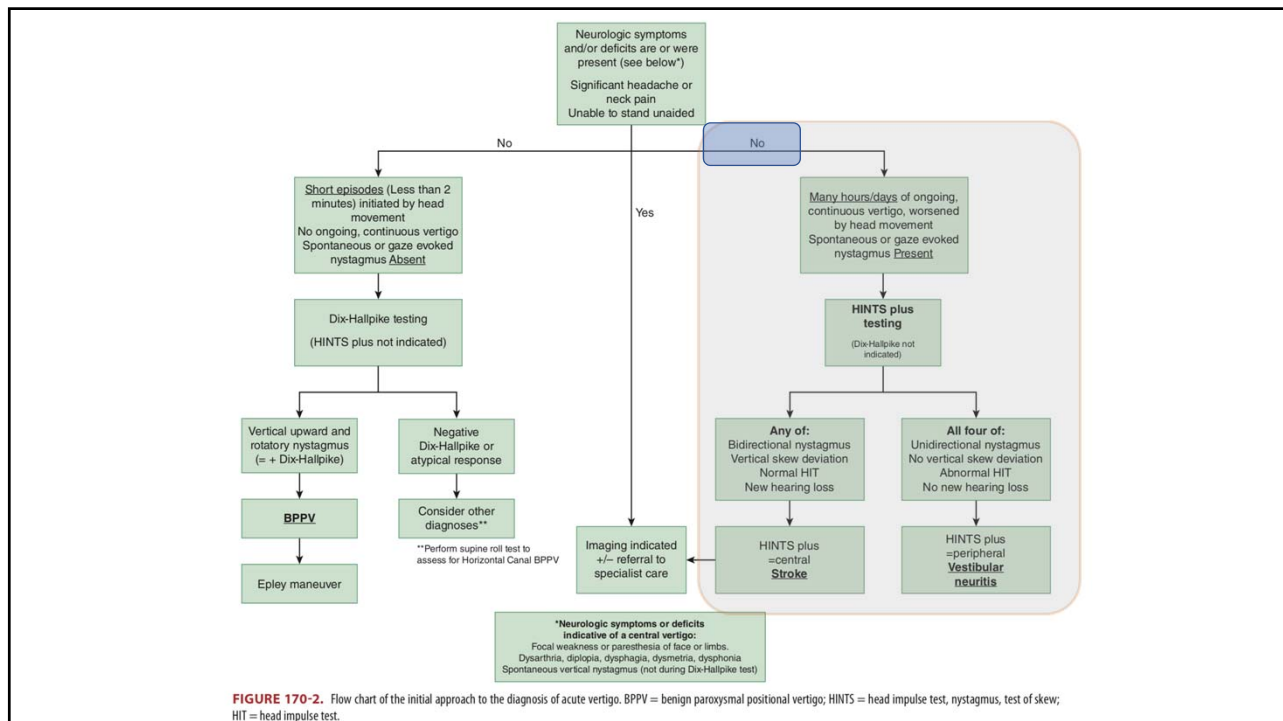 Neurologic symptoms
and/or deficits are or were
present (see below*)
Significant headache or
neck pain
Unable to stand unaided
No
No
Yes
Short episodes (Less than 2
minutes) initiated by head
movement
No ongoing, continuous vertigo
Spontaneous or gaze evoked
nystagmus Absent
Many hours/days of ongoing,
continuous vertigo, worsened
by head movement
Spontaneous or gaze evoked
nystagmus Present
Dix-Hallpike testing
(HINTS plus not indicated)
HINTS plus
testing
(Dix-Hallpike not
indicated)
Vertical upward and
rotatory nystagmus
(= + Dix-Hallpike)
Negative
Dix-Hallpike or
atypical response
Any of:
Bidirectional nystagmus
Vertical skew deviation
Normal HIT
New hearing loss
All four of:
Unidirectional nystagmus
No vertical skew deviation
Abnormal HIT
No new hearing loss
BPPV
Consider other
diagnoses**
**Perform supine roll test to
assess for Horizontal Canal BPPV
Epley maneuver
Imaging indicated
+/– referral to
specialist care
HINTS plus
=central
Stroke
HINTS plus
=peripheral
Vestibular
neuritis
*Neurologic symptoms or deficits
indicative of a central vertigo:
Focal weakness or paresthesia of face or limbs.
Dysarthria, diplopia, dysphagia, dysmetria, dysphonia
Spontaneous vertical nystagmus (not during Dix-Hallpike test)
FIGURE 170-2. Flow chart of the initial approach to the diagnosis of acute vertigo. BPPV = benign paroxysmal positional vertigo; HINTS = head impulse test, nystagmus, test of skew;
HIT = head impulse test.